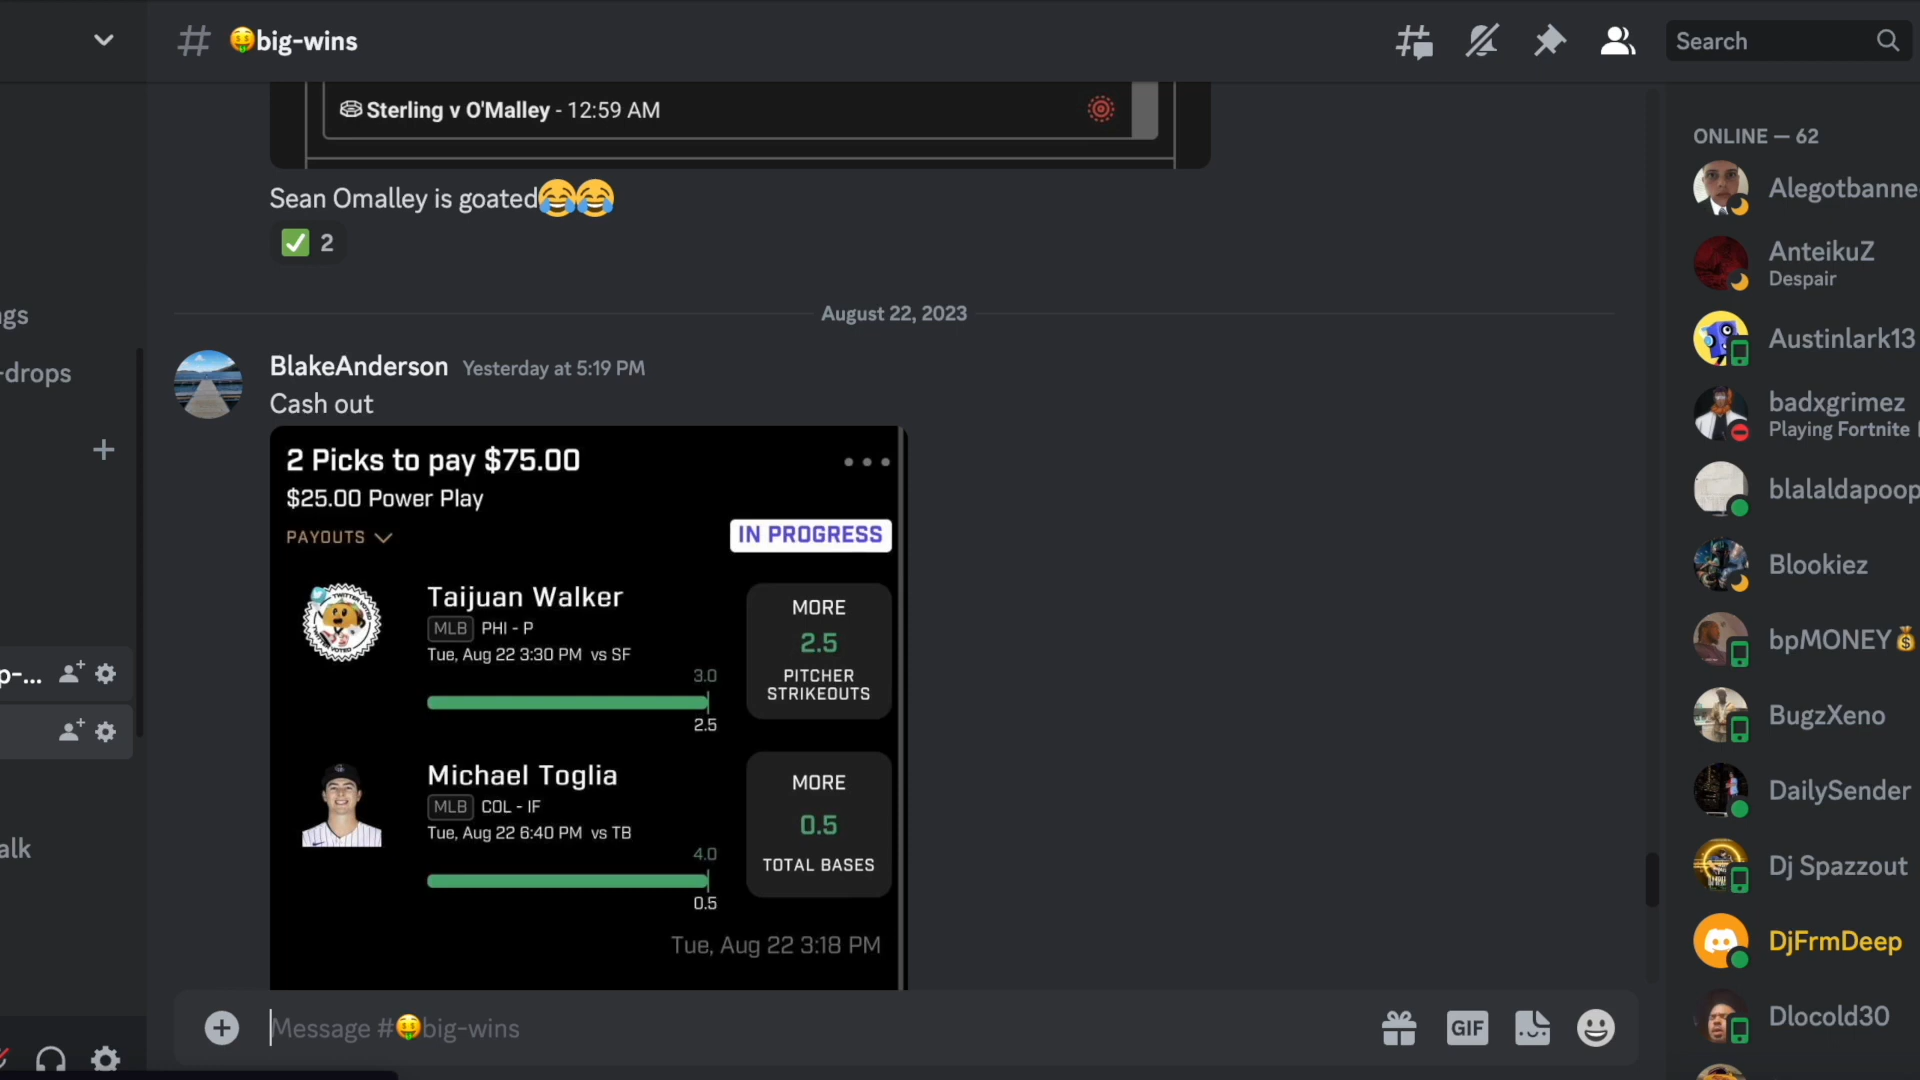 big-wins
Search
Sterling v O'Malley - 12:59 AM
Sean Omalley is goated
2
August 22, 2023
BlakeAnderson Yesterday at 5:19 PM
Cash out
2 Picks to pay $75.00
$25.00 Power Play
PAYOUTS
IN PROGRESS
Taijuan Walker
MLB PHI - P
Tue, Aug 22 3:30 PM vs SF
3.0
2.5
MORE
2.5
PITCHER
STRIKEOUTS
Michael Toglia
MLB COL - IF
Tue, Aug 22 6:40 PM vs TB
4.0
0.5
MORE
0.5
TOTAL BASES
Tue, Aug 22 3:18 PM
Message # big-wins
GIF
gs
-drops
p-...
alk
ONLINE — 62
Alegotbanne
AnteikuZ
Despair
Austinlark13
badxgrimez
Playing Fortnite
blalaldapoop
Blookiez
bpMONEY
BugzXeno
DailySender
Dj Spazzout
DjFrmDeep
Dlocold30